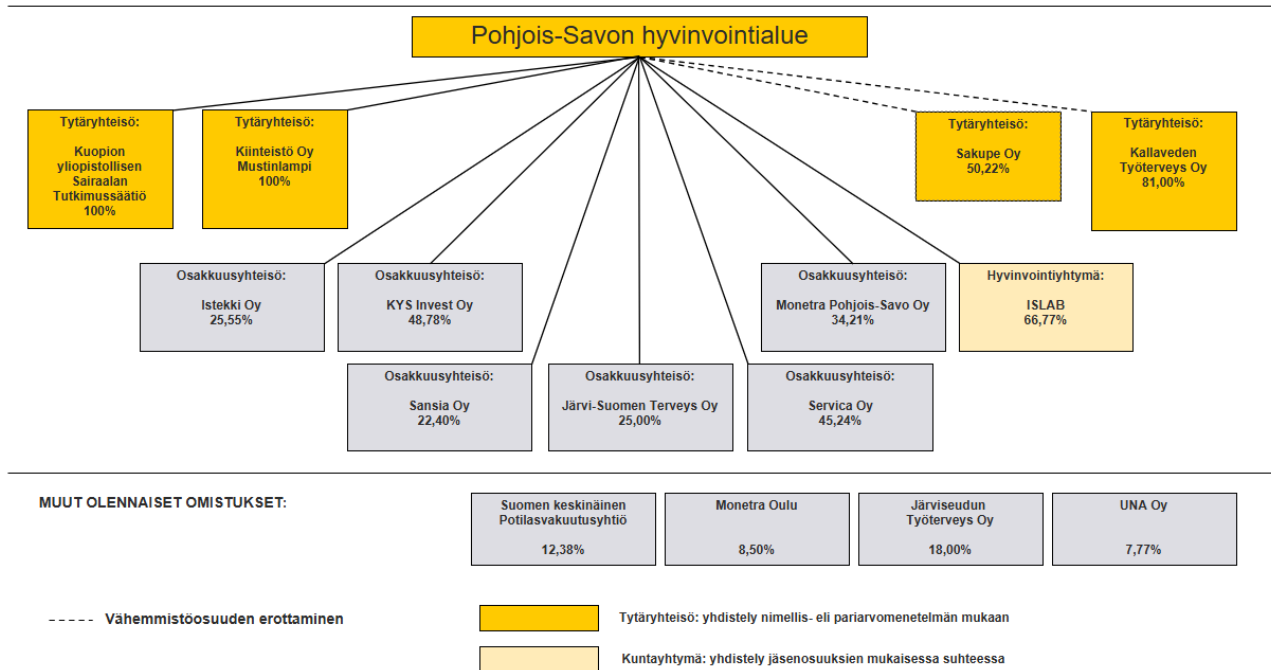 Pohjois-Savon hyvinvointialue
Tytäryhteisö:
Kuopion
yliopistollisen
Sairaalan
Tutkimussäätiö
100%
Tytäryhteisö:
Kiinteistö Oy
Mustinlampi
100%
Tytäryhteisö:
Sakupe Oy
50,22%
Tytäryhteisö:
Kallaveden
Työterveys Oy
81,00%
Osakkuusyhteisö:
Istekki Oy
25,55%
Osakkuusyhteisö:
KYS Invest Oy
48,78%
Osakkuusyhteisö:
Monetra Pohjois-Savo Oy
34,21%
Hyvinvointiyhtymä:
ISLAB
66,77%
Osakkuusyhteisö:
Sansia Oy
22,40%
Osakkuusyhteisö:
Järvi-Suomen Terveys Oy
25,00%
Osakkuusyhteisö:
Servica Oy
45,24%
MUUT OLENNAISET OMISTUKSET:
Suomen keskinäinen
Potilasvakuutusyhtiö
12,38%
Monetra Oulu
8,50%
Järviseudun
Työterveys Oy
18,00%
UNA Oy
7,77%
----- Vähemmistöosuuden erottaminen
Tytäryhteisö: yhdistely nimellis- eli pariarvomenetelmän mukaan
Kuntayhtymä: yhdistely jäsenosuuksien mukaisessa suhteessa